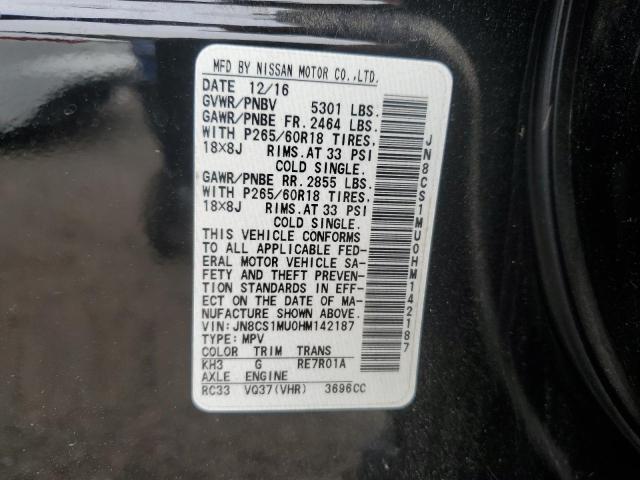 MFD BY NISSAN MOTOR CO.,LTD.
DATE 12/16
GVWR/PNBV 5301 LBS.
GAWR/PNBE FR. 2464 LBS.
WITH P265/60R18 TIRES,
18X8J RIMS.AT 33 PSI
COLD SINGLE.
GAWR/PNBE RR. 2855 LBS.
WITH P265/60R18 TIRES,
18X8J RIMS.AT 33 PSI
COLD SINGLE.
THIS VEHICLE CONFORMS
TO ALL APPLICABLE FED-
ERAL MOTOR VEHICLE SA-
FETY AND THEFT PREVEN-
TION STANDARDS IN EFF-
ECT ON THE DATE OF MA-
NUFACTURE SHOWN ABOVE.
VIN:JN8CS1MU0HM142187
TYPE: MPV
COLOR TRIM TRANS
KH3 G RE7R01A
AXLE ENGINE
RC33 VQ37(VHR) 3696CC
JN8CS1MU0HM142187